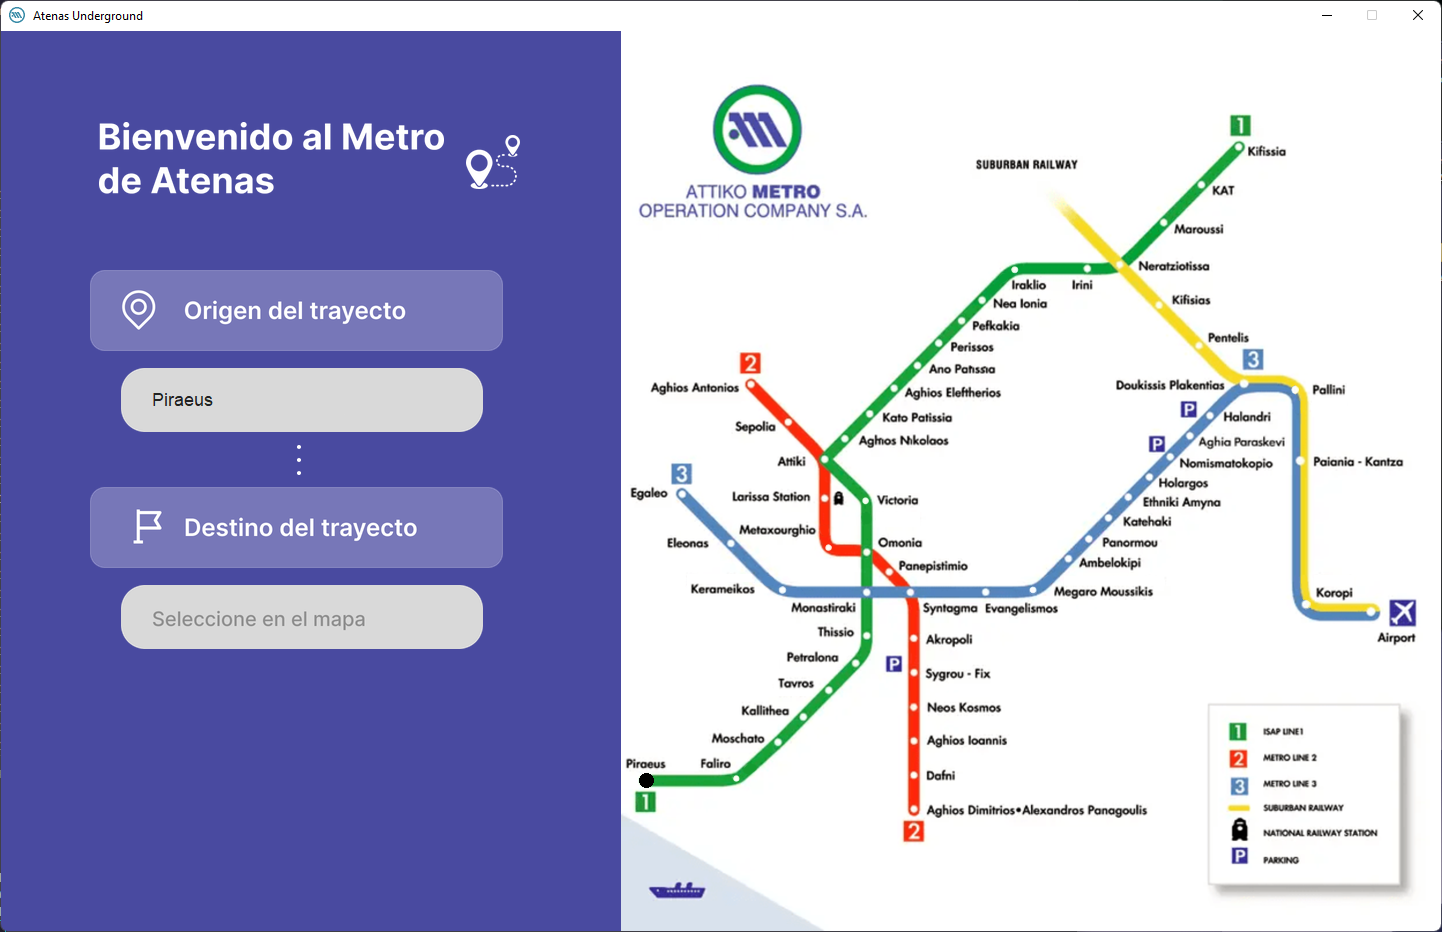 Atenas Underground
Bienvenido al Metro
de Atenas
Origen del trayecto
Piraeus
Destino del trayecto
Seleccione en el mapa
ATTIKO METRO
OPERATION COMPANY S.A.
SUBURBAN RAILWAY
1
Kifissia
KAT
Maroussi
Neratziotissa
Iraklio
Irini
Nea Ionia
Kifisias
Pefkakia
Pentelis
Perissos
2
3
Ano Patissia
Aghios Antonios
Doukissis Plakentias
Pallini
Aghios Eleftherios
P
Halandri
Kato Patissia
Sepolia
Aghios Nikolaos
P
Aghia Paraskevi
Attiki
Nomismatokopio
Paiania - Kantza
3
Holargos
Egaleo
Larissa Station
Victoria
Ethniki Amyna
Katehaki
Metaxourghio
Eleonas
Omonia
Panormou
Panepistimio
Ambelokipi
Kerameikos
Megaro Moussikis
Koropi
Monastiraki
Syntagma
Evangelismos
Thissio
Akropoli
Airport
Petralona
P
Sygrou - Fix
Tavros
Kallithea
Neos Kosmos
Moschato
Aghios Ioannis
Piraeus
Faliro
Dafni
1
Aghios Dimitrios•Alexandros Panagoulis
2
1 ISAP LINE1
2 METRO LINE 2
3 METRO LINE 3
SUBURBAN RAILWAY
NATIONAL RAILWAY STATION
P PARKING